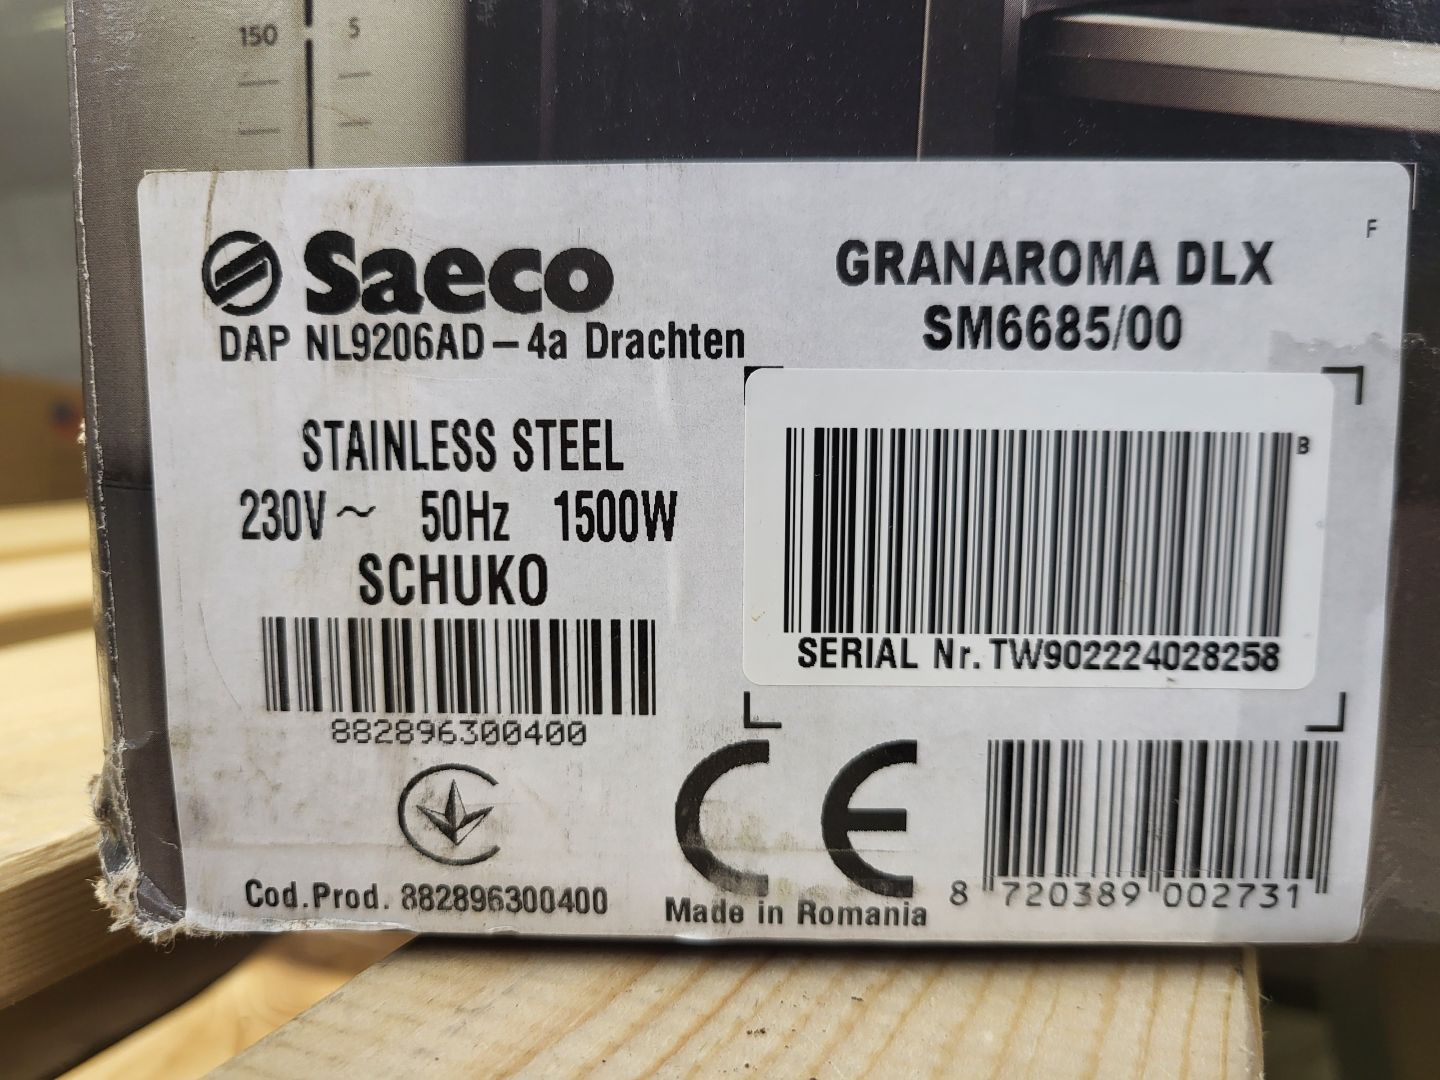 150 5
F
Saeco
DAP NL9206AD – 4a Drachten
GRANAROMA DLX
SM6685/00
STAINLESS STEEL
230V ~ 50Hz 1500W
SCHUKO
882896300400
B
SERIAL Nr. TW902224028258
Cod.Prod. 882896300400
CE
Made in Romania
8 720389 002731